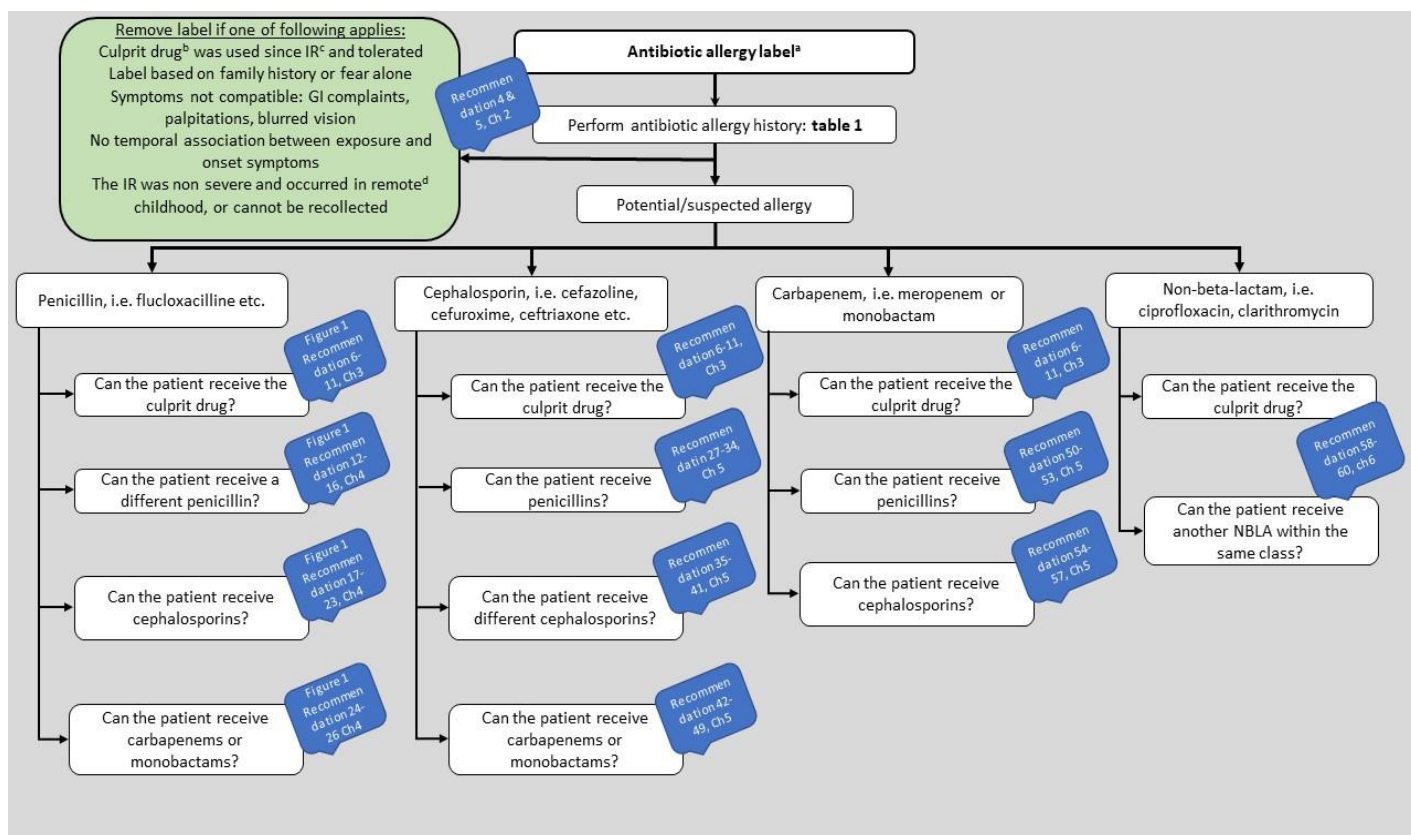 Remove label if one of following applies:
Culprit drugᵇ was used since IRᶜ and tolerated
Label based on family history or fear alone
Symptoms not compatible: GI complaints,
palpitations, blurred vision
No temporal association between exposure and
onset symptoms
The IR was non severe and occurred in remoteᵈ
childhood, or cannot be recollected
Recommen
dation 4 &
5, Ch 2
Antibiotic allergy labelᵃ
Perform antibiotic allergy history: table 1
Potential/suspected allergy
Penicillin, i.e. flucloxacilline etc.
Figure 1
Recommen
dation 6-
11, Ch3
Can the patient receive the
culprit drug?
Figure 1
Recommen
dation 12-
16, Ch4
Can the patient receive a
different penicillin?
Figure 1
Recommen
dation 17-
23, Ch4
Can the patient receive
cephalosporins?
Figure 1
Recommen
dation 24-
26 Ch4
Can the patient receive
carbapenems or
monobactams?
Cephalosporin, i.e. cefazoline,
cefuroxime, ceftriaxone etc.
Recommen
dation 6-11,
Ch3
Can the patient receive the
culprit drug?
Recommen
datin 27-34,
Ch 5
Can the patient receive
penicillins?
Recommen
dation 35-
41, Ch5
Can the patient receive
different cephalosporins?
Recommen
dation 42-
49, Ch5
Can the patient receive
carbapenems or
monobactams?
Carbapenem, i.e. meropenem or
monobactam
Recommen
dation 6-
11, Ch3
Can the patient receive the
culprit drug?
Recommen
dation 50-
53, Ch 5
Can the patient receive
penicillins?
Recommen
dation 54-
57, Ch5
Can the patient receive
cephalosporins?
Non-beta-lactam, i.e.
ciprofloxacin, clarithromycin
Can the patient receive the
culprit drug?
Recommen
dation 58-
60, ch6
Can the patient receive
another NBLA within the
same class?